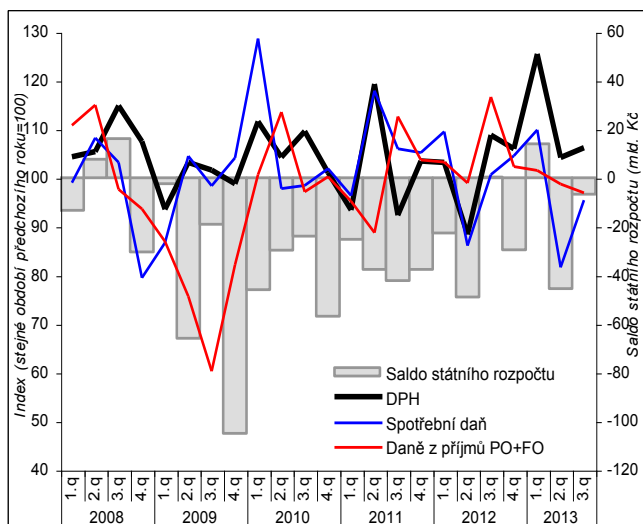 Index (stejné období předchozího roku=100)
130
120
110
100
90
80
70
60
50
40
Saldo státního rozpočtu (mld. Kč)
60
40
20
0
-20
-40
-60
-80
-100
-120
Saldo státního rozpočtu
DPH
Spotřební daň
Daně z příjmů PO+FO
1. q 2. q 3. q 4. q 1. q 2. q 3. q 4. q 1. q 2. q 3. q 4. q 1. q 2. q 3. q 4. q 1. q 2. q 3. q 4. q 1. q 2. q 3. q
2008 2009 2010 2011 2012 2013